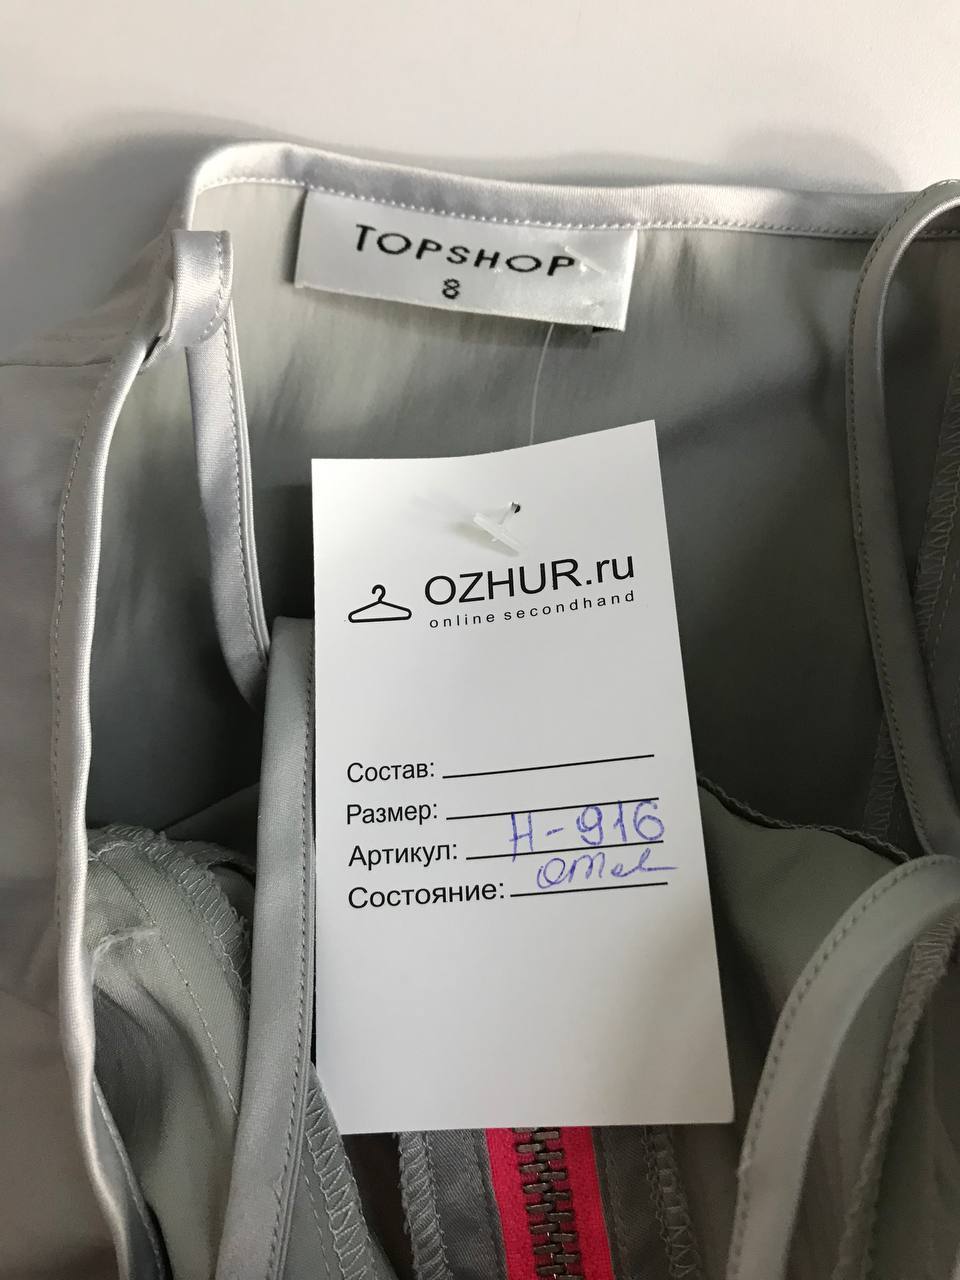 TOPSHOP
8
OZHUR.ru
online secondhand
Состав:
Размер:
Артикул: Н-916
Состояние: